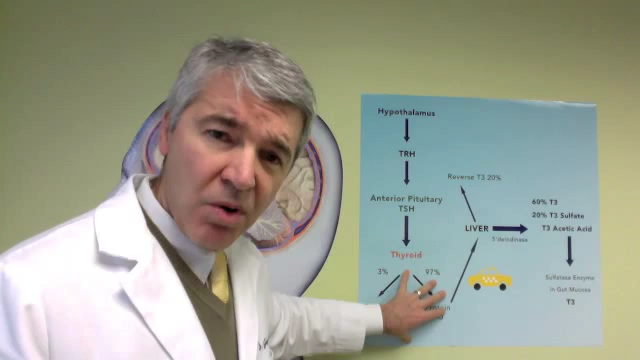 Hypothalamus
TRH
Anterior Pituitary
TSH
Thyroid
3%
97%
Reverse T3 20%
LIVER
5'deiodinase
60% T3
20% T3 Sulfate
T3 Acetic Acid
Sulfatase Enzyme
in Gut Mucosa
T3